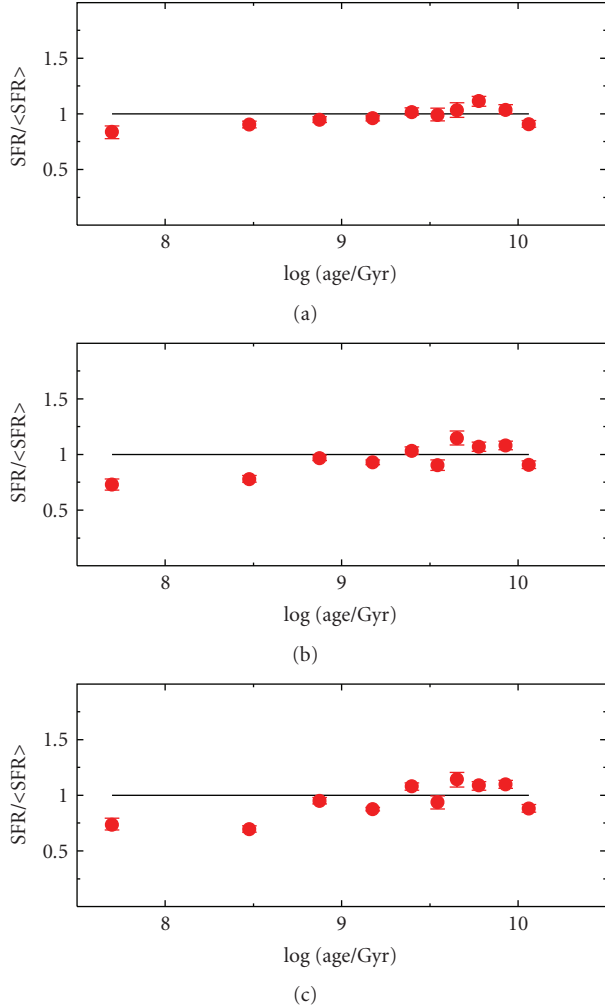 SFR/<SFR>
1.5
1
0.5
8 9 10
log (age/Gyr)
(a)
SFR/<SFR>
1.5
1
0.5
8 9 10
log (age/Gyr)
(b)
SFR/<SFR>
1.5
1
0.5
8 9 10
log (age/Gyr)
(c)